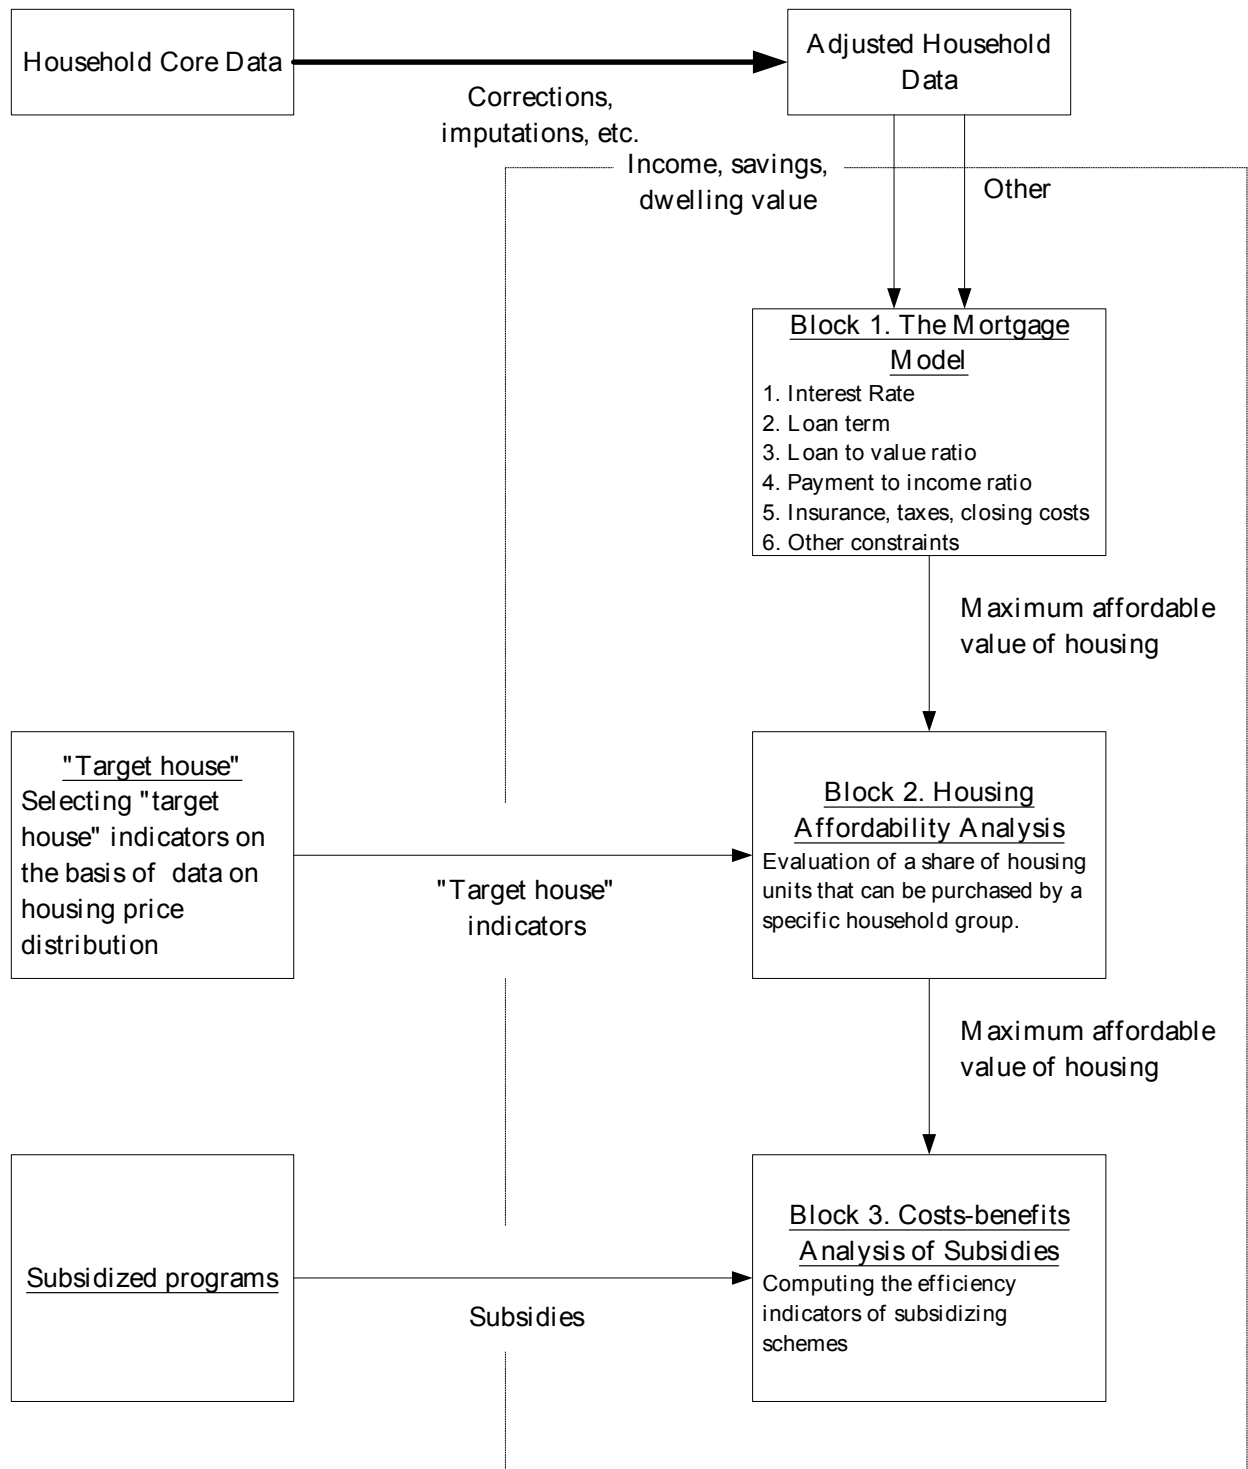 Household Core Data
Adjusted Household
Data
Corrections,
imputations, etc.
Income, savings,
dwelling value
Other
Block 1. The Mortgage
Model
1. Interest Rate
2. Loan term
3. Loan to value ratio
4. Payment to income ratio
5. Insurance, taxes, closing costs
6. Other constraints
Maximum affordable
value of housing
"Target house"
Selecting "target
house" indicators on
the basis of data on
housing price
distribution
"Target house"
indicators
Block 2. Housing
Affordability Analysis
Evaluation of a share of housing
units that can be purchased by a
specific household group.
Maximum affordable
value of housing
Subsidized programs
Subsidies
Block 3. Costs-benefits
Analysis of Subsidies
Computing the efficiency
indicators of subsidizing
schemes